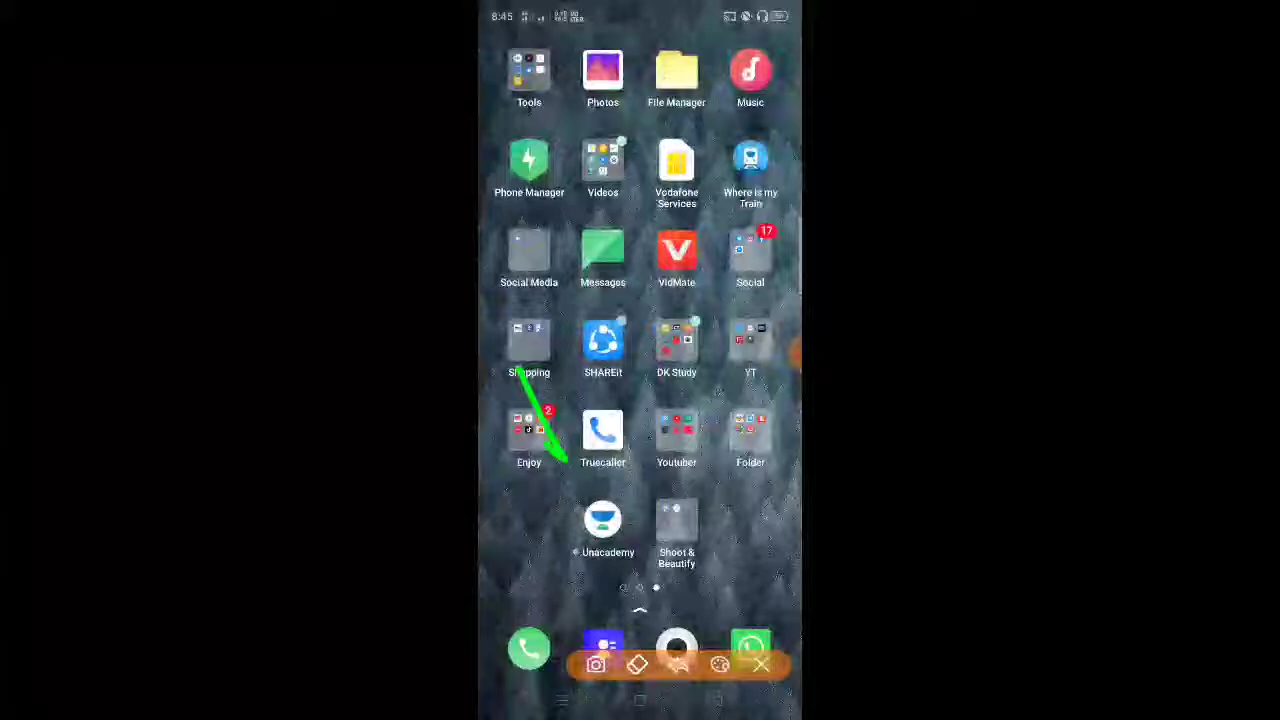 8:45
Tools Photos File Manager Music
Phone Manager Videos Vodafone Services Where is my Train
17
Social Media Messages VidMate Social
Shopping SHAREit DK Study YT
2
Enjoy Truecaller Youtuber Folder
Unacademy Shoot & Beautify